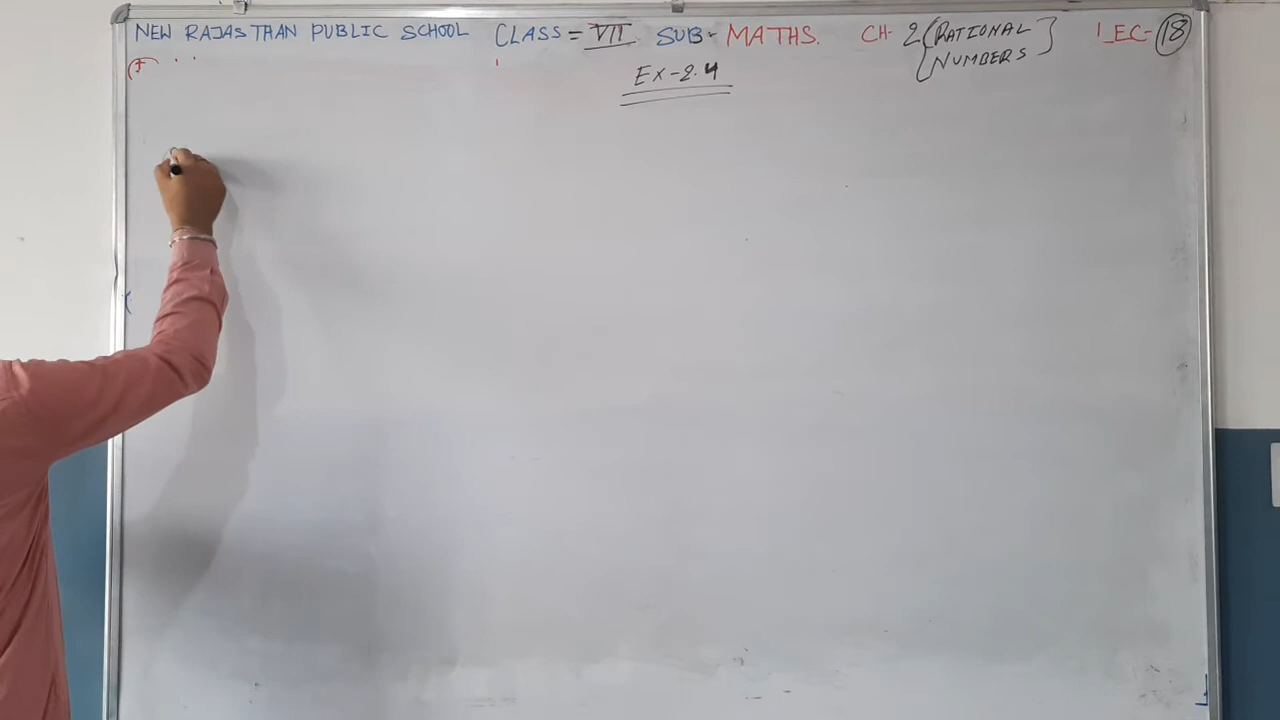 NEW RAJASTHAN PUBLIC SCHOOL CLASS = VII SUB- MATHS. CH- 2 {RATIONAL NUMBERS} LEC- 18
Ex-2.4